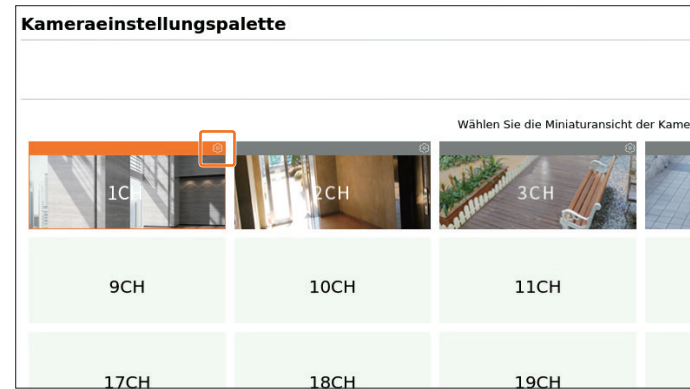 Kameraeinstellungspalette
Wählen Sie die Miniaturansicht der Kame
1CH 2CH 3CH
9CH 10CH 11CH
17CH 18CH 19CH